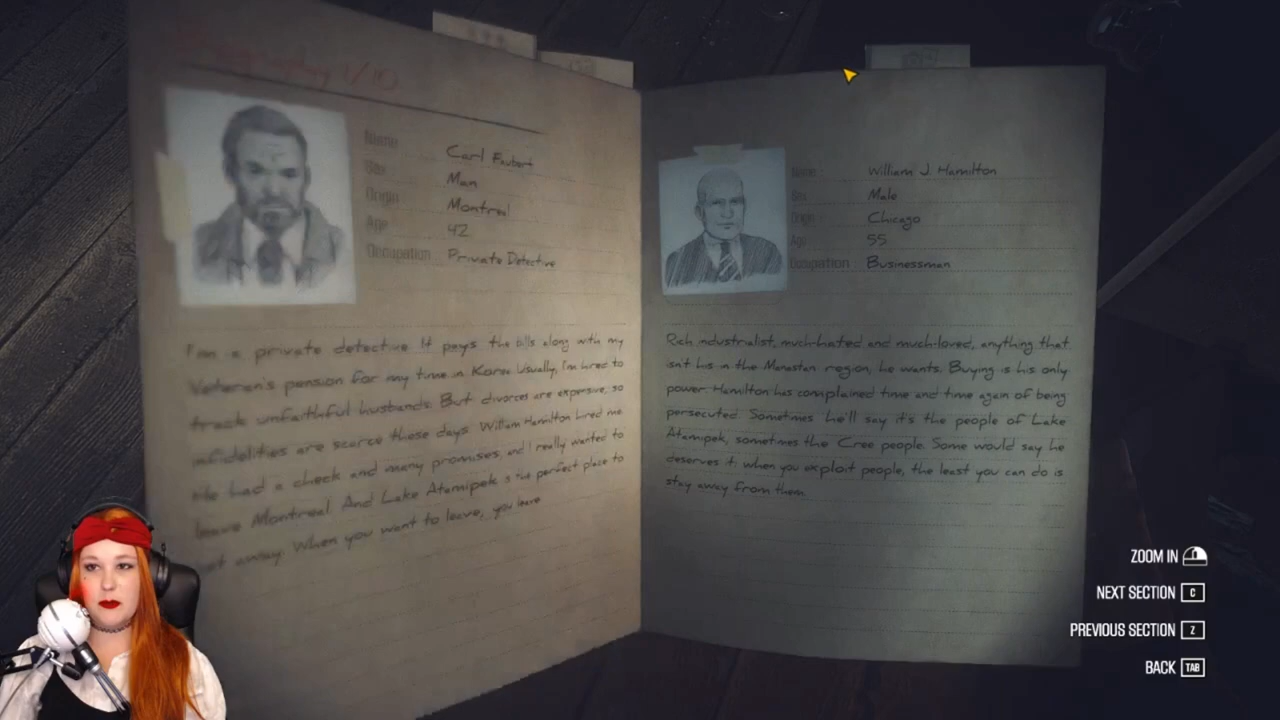 Biography 1/10
Name Carl Faubert
Sex Man
Origin Montreal
Age 42
Occupation Private Detective
I'm a private detective. It pays the bills along with my
Veteran's pension for my time in Korea. Usually, I'm hired to
track unfaithful husbands. But divorces are expensive, so
infidelities are scarce these days. William Hamilton hired me.
He had a check and many promises, and I really wanted to
leave Montreal. And Lake Atamipek is the perfect place to
get away. When you want to leave, you leave
Name William J. Hamilton
Sex Male
Origin Chicago
Age 55
Occupation Businessman
Rich industrialist, much-hated and much-loved, anything that
isn't his in the Manastan region, he wants. Buying is his only
power. Hamilton has complained time and time again of being
persecuted. Sometimes he'll say it's the people of Lake
Atamipek, sometimes the Cree people. Some would say he
deserves it: when you exploit people, the least you can do is
stay away from them.
ZOOM IN
NEXT SECTION C
PREVIOUS SECTION Z
BACK TAB